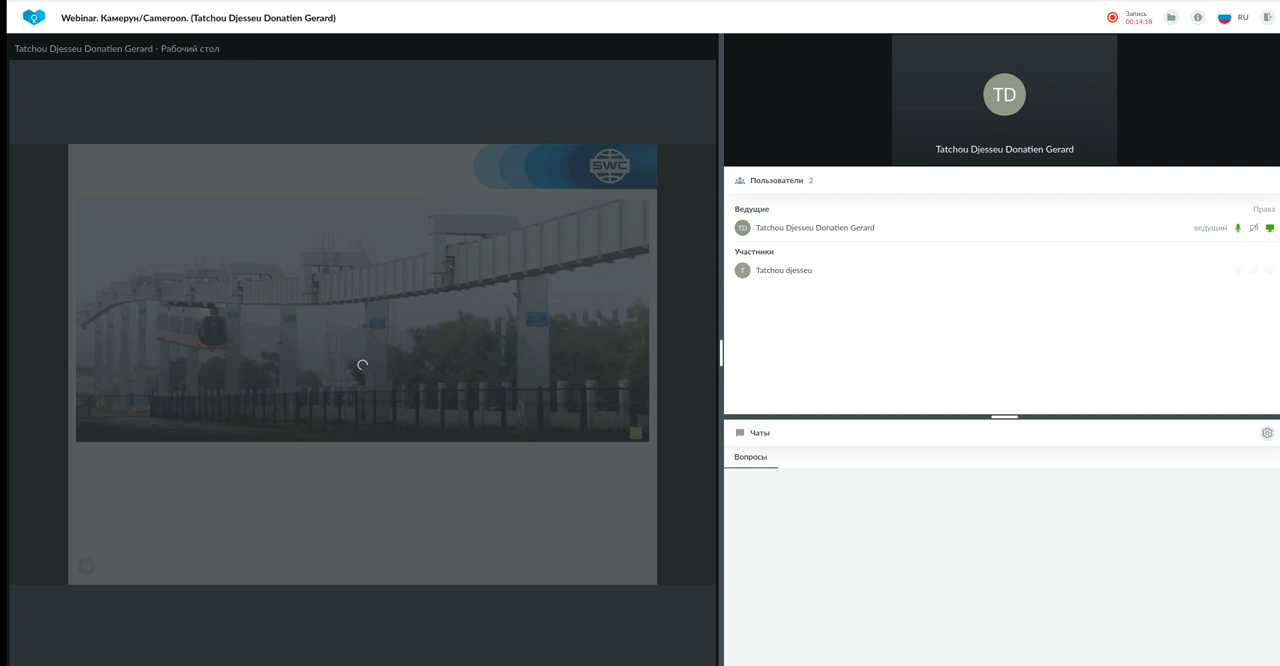 Webinar. Камерун/Cameroon. (Tatchou Djesseu Donatien Gerard)
Запись
00:14:18
RU
Tatchou Djesseu Donatien Gerard - Рабочий стол
SWC
TD
Tatchou Djesseu Donatien Gerard
Пользователи 2
Ведущие Права
TD Tatchou Djesseu Donatien Gerard ведущий
Участники
T Tatchou djesseu
Чаты
Вопросы